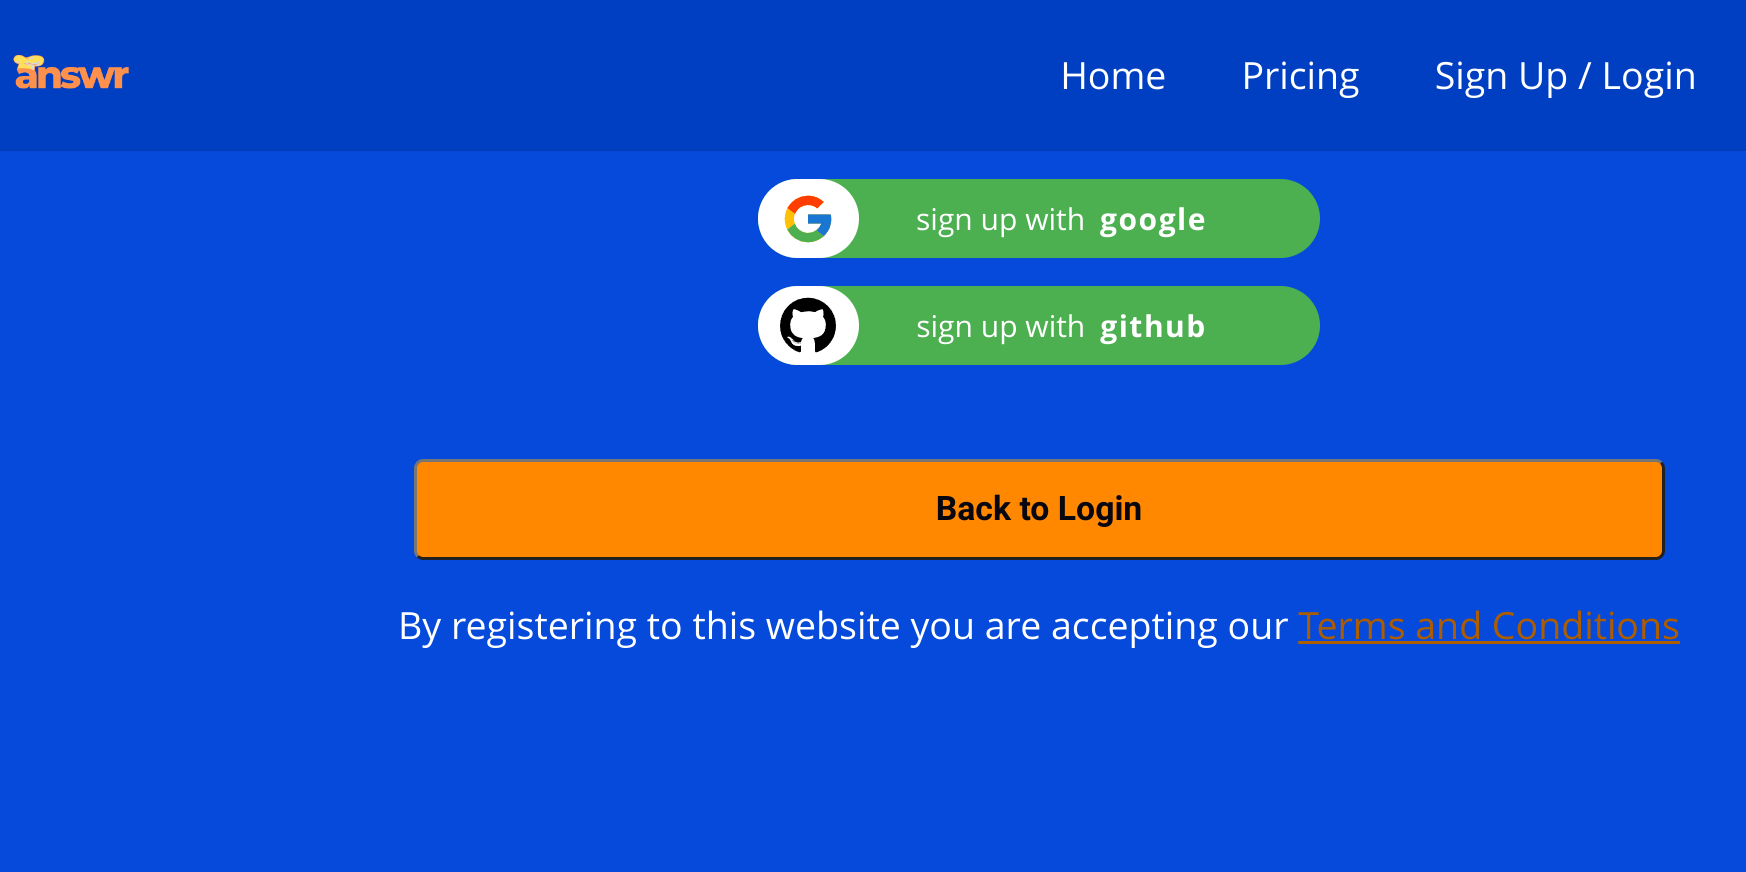 answr
Home Pricing Sign Up / Login
sign up with google
sign up with github
Back to Login
By registering to this website you are accepting our Terms and Conditions